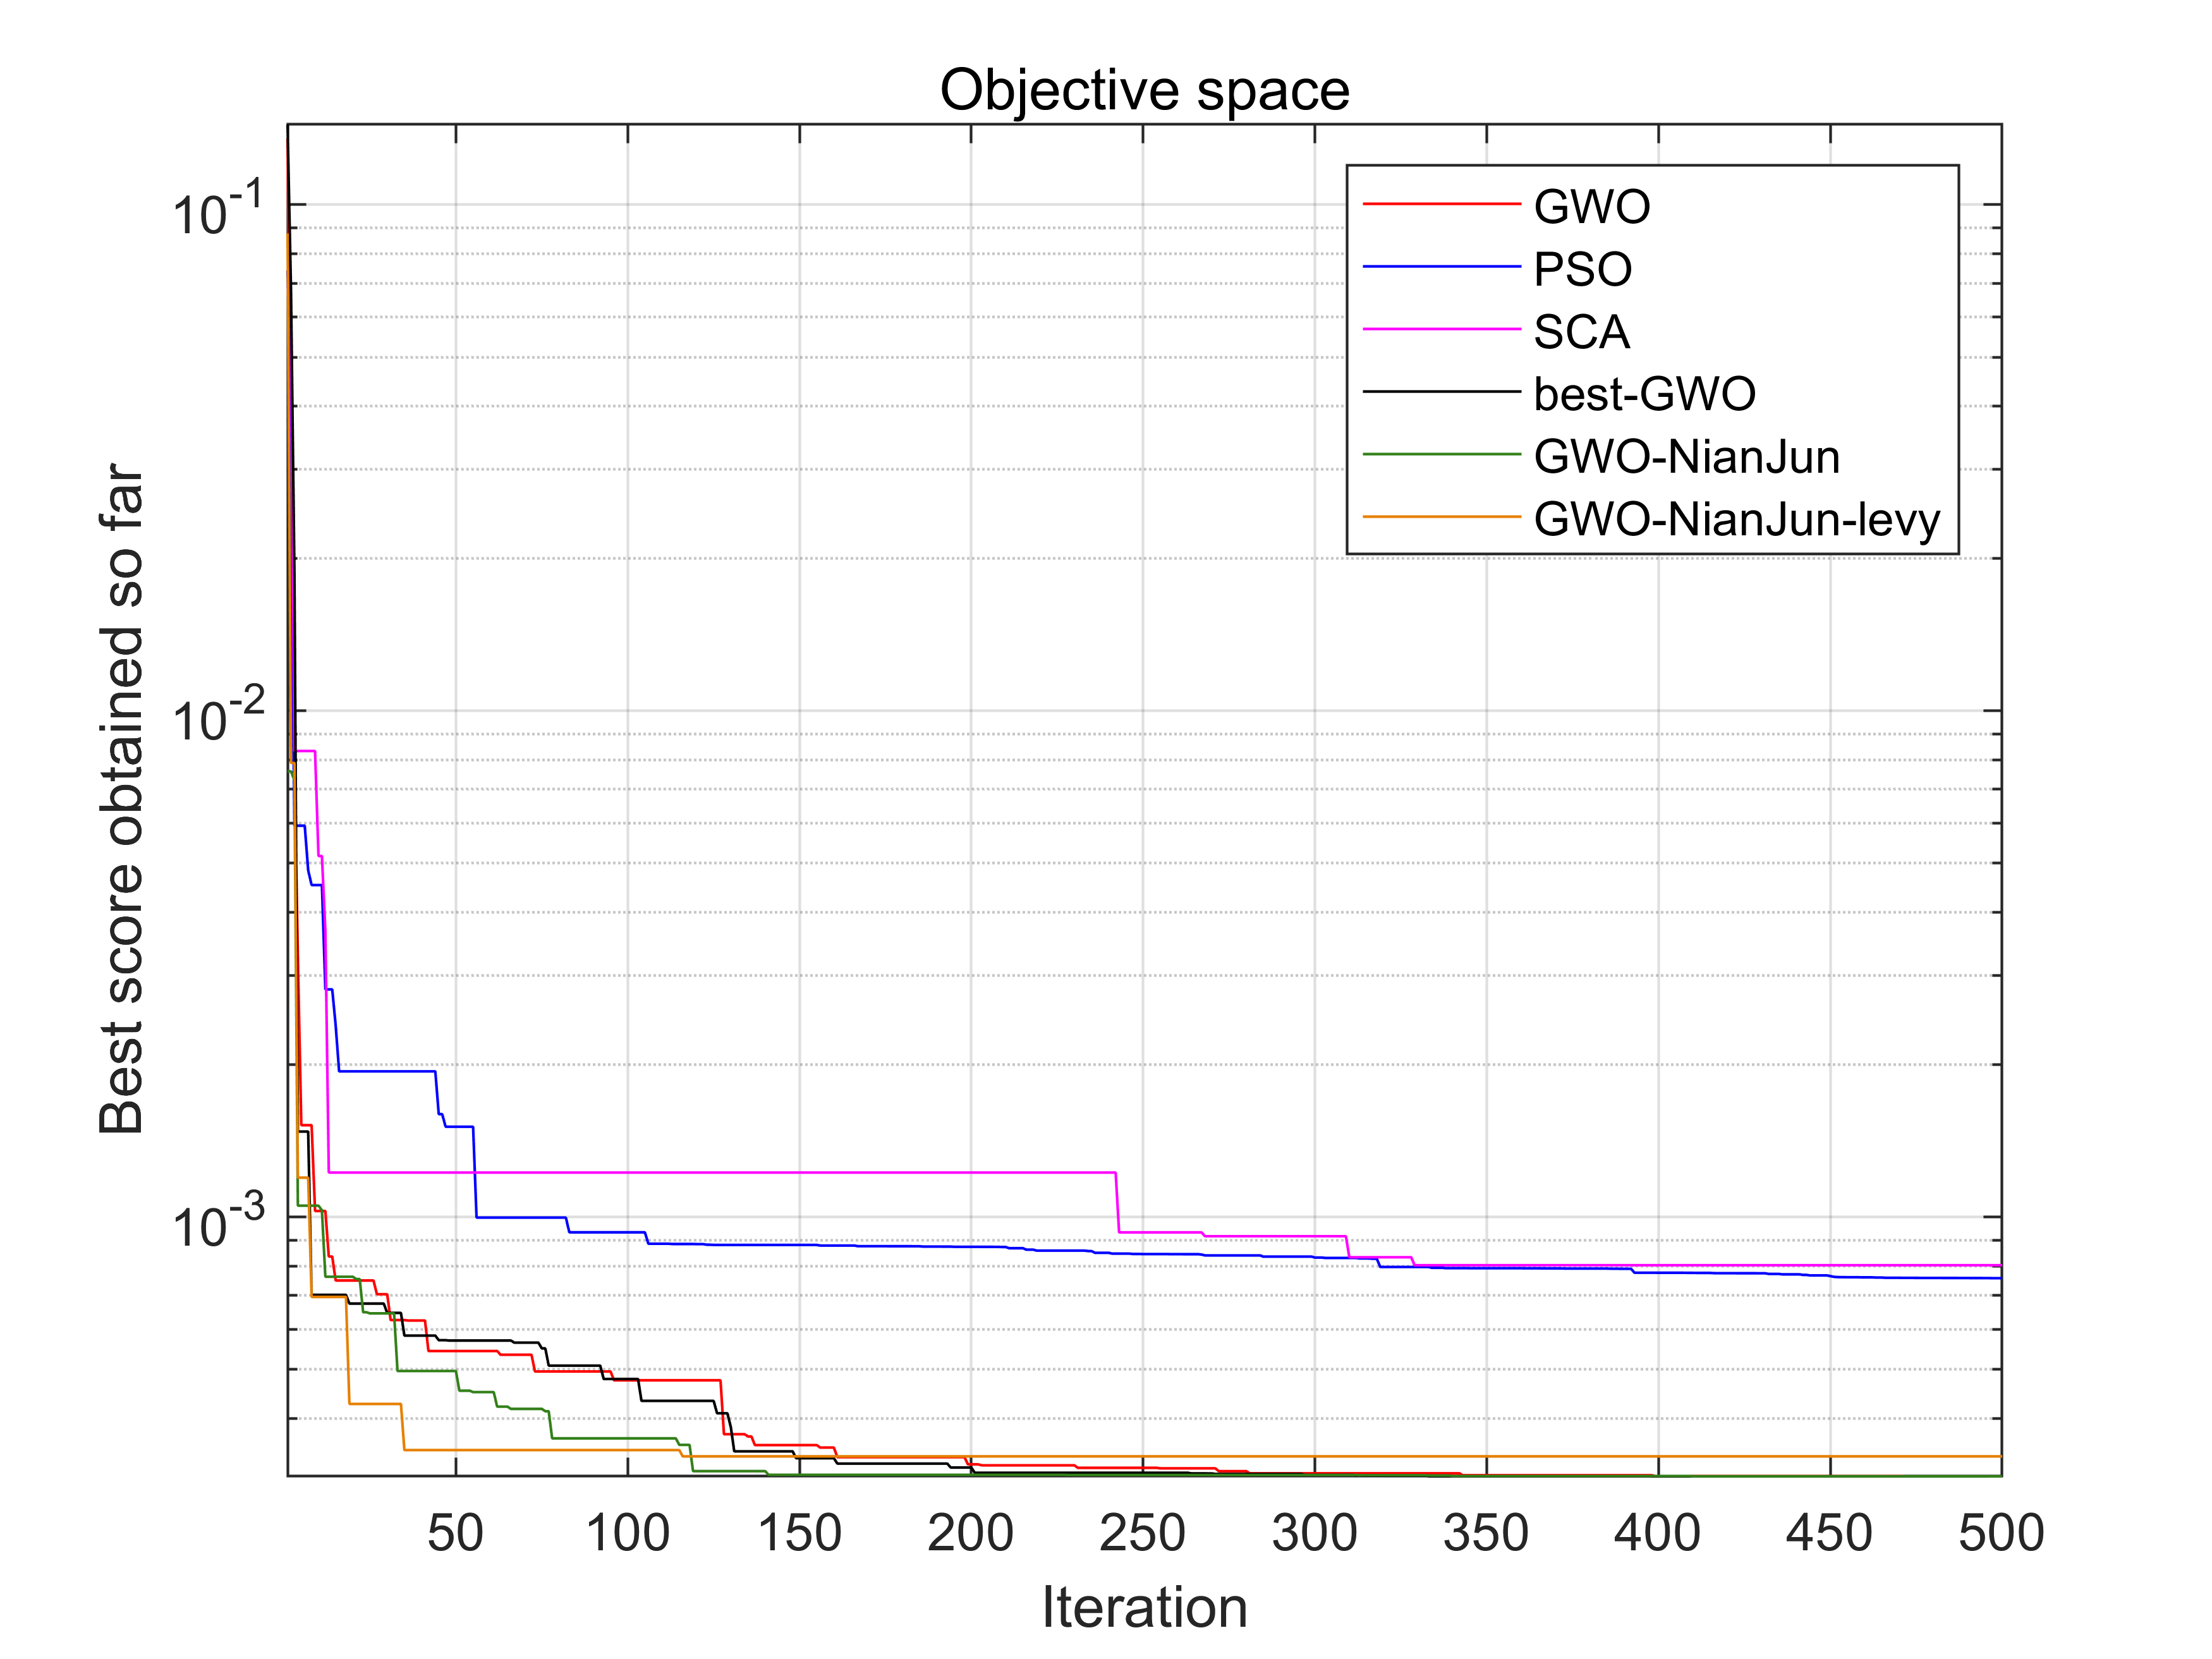 Objective space
Best score obtained so far
10^-1
10^-2
10^-3
GWO
PSO
SCA
best-GWO
GWO-NianJun
GWO-NianJun-levy
50 100 150 200 250 300 350 400 450 500
Iteration